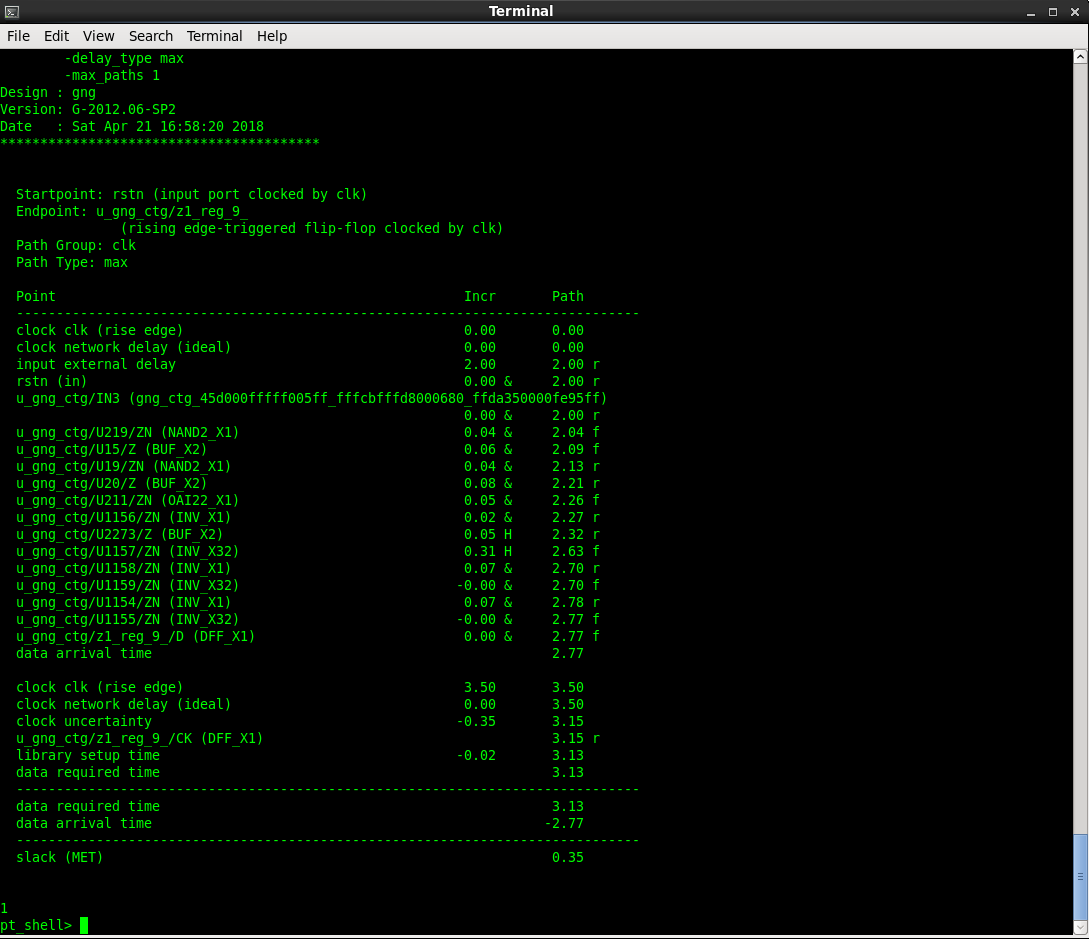 Terminal
File Edit View Search Terminal Help
-delay_type max
-max_paths 1
Design : gng
Version: G-2012.06-SP2
Date   : Sat Apr 21 16:58:20 2018
****************************************
Startpoint: rstn (input port clocked by clk)
Endpoint: u_gng_ctg/z1_reg_9_
(rising edge-triggered flip-flop clocked by clk)
Path Group: clk
Path Type: max
Point Incr Path
------------------------------------------------------------------------------
clock clk (rise edge) 0.00 0.00
clock network delay (ideal) 0.00 0.00
input external delay 2.00 2.00 r
rstn (in) 0.00 & 2.00 r
u_gng_ctg/IN3 (gng_ctg_45d000fffff005ff_fffcbfffd8000680_ffda350000fe95ff)
0.00 & 2.00 r
u_gng_ctg/U219/ZN (NAND2_X1) 0.04 & 2.04 f
u_gng_ctg/U15/Z (BUF_X2) 0.06 & 2.09 f
u_gng_ctg/U19/ZN (NAND2_X1) 0.04 & 2.13 r
u_gng_ctg/U20/Z (BUF_X2) 0.08 & 2.21 r
u_gng_ctg/U211/ZN (OAI22_X1) 0.05 & 2.26 f
u_gng_ctg/U1156/ZN (INV_X1) 0.02 & 2.27 r
u_gng_ctg/U2273/Z (BUF_X2) 0.05 H 2.32 r
u_gng_ctg/U1157/ZN (INV_X32) 0.31 H 2.63 f
u_gng_ctg/U1158/ZN (INV_X1) 0.07 & 2.70 r
u_gng_ctg/U1159/ZN (INV_X32) -0.00 & 2.70 f
u_gng_ctg/U1154/ZN (INV_X1) 0.07 & 2.78 r
u_gng_ctg/U1155/ZN (INV_X32) -0.00 & 2.77 f
u_gng_ctg/z1_reg_9_/D (DFF_X1) 0.00 & 2.77 f
data arrival time 2.77
clock clk (rise edge) 3.50 3.50
clock network delay (ideal) 0.00 3.50
clock uncertainty -0.35 3.15
u_gng_ctg/z1_reg_9_/CK (DFF_X1) 3.15 r
library setup time -0.02 3.13
data required time 3.13
------------------------------------------------------------------------------
data required time 3.13
data arrival time -2.77
------------------------------------------------------------------------------
slack (MET) 0.35
1
pt_shell>